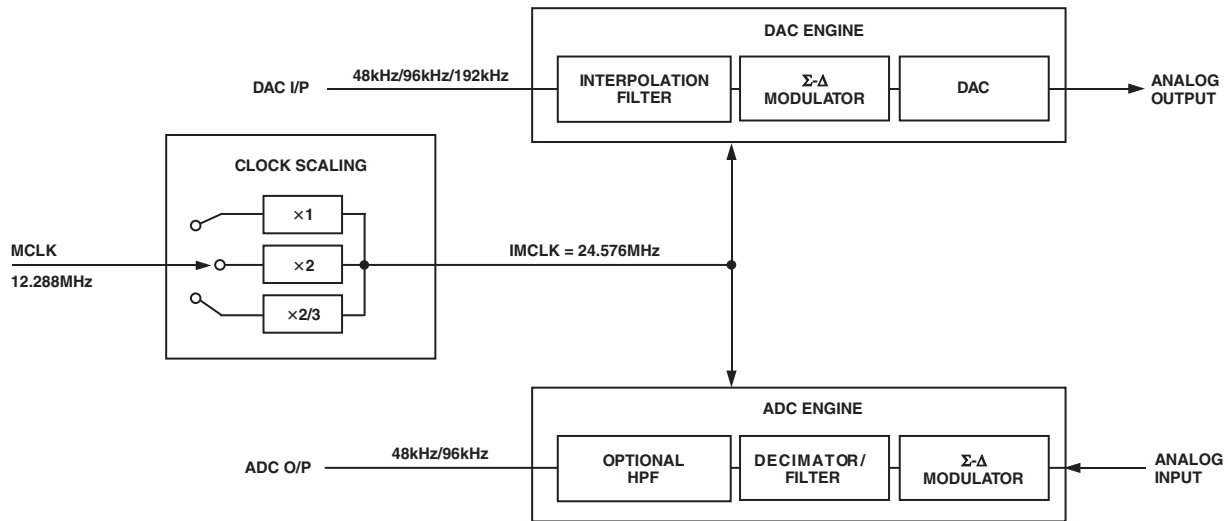 DAC ENGINE
DAC I/P
48kHz/96kHz/192kHz
INTERPOLATION
FILTER
Σ-Δ
MODULATOR
DAC
ANALOG
OUTPUT
CLOCK SCALING
×1
MCLK
12.288MHz
×2
IMCLK = 24.576MHz
×2/3
ADC ENGINE
ADC O/P
48kHz/96kHz
OPTIONAL
HPF
DECIMATOR/
FILTER
Σ-Δ
MODULATOR
ANALOG
INPUT